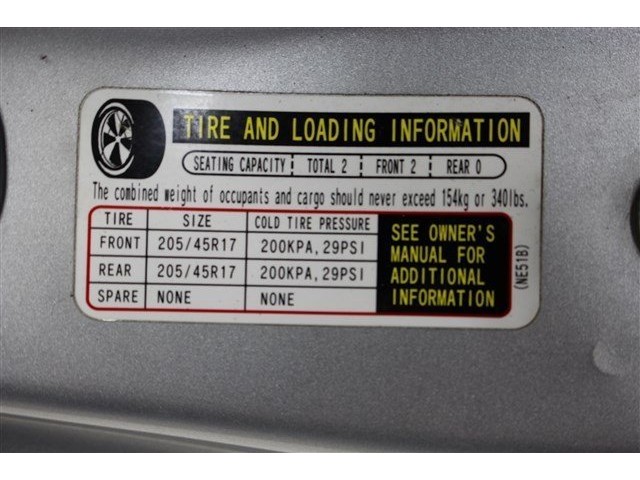 TIRE AND LOADING INFORMATION
SEATING CAPACITY TOTAL 2 FRONT 2 REAR 0
The combined weight of occupants and cargo should never exceed 154kg or 340lbs.
TIRE SIZE COLD TIRE PRESSURE
FRONT 205/45R17 200KPA, 29PSI
REAR 205/45R17 200KPA, 29PSI
SPARE NONE NONE
SEE OWNER'S
MANUAL FOR
ADDITIONAL
INFORMATION
(NE51B)